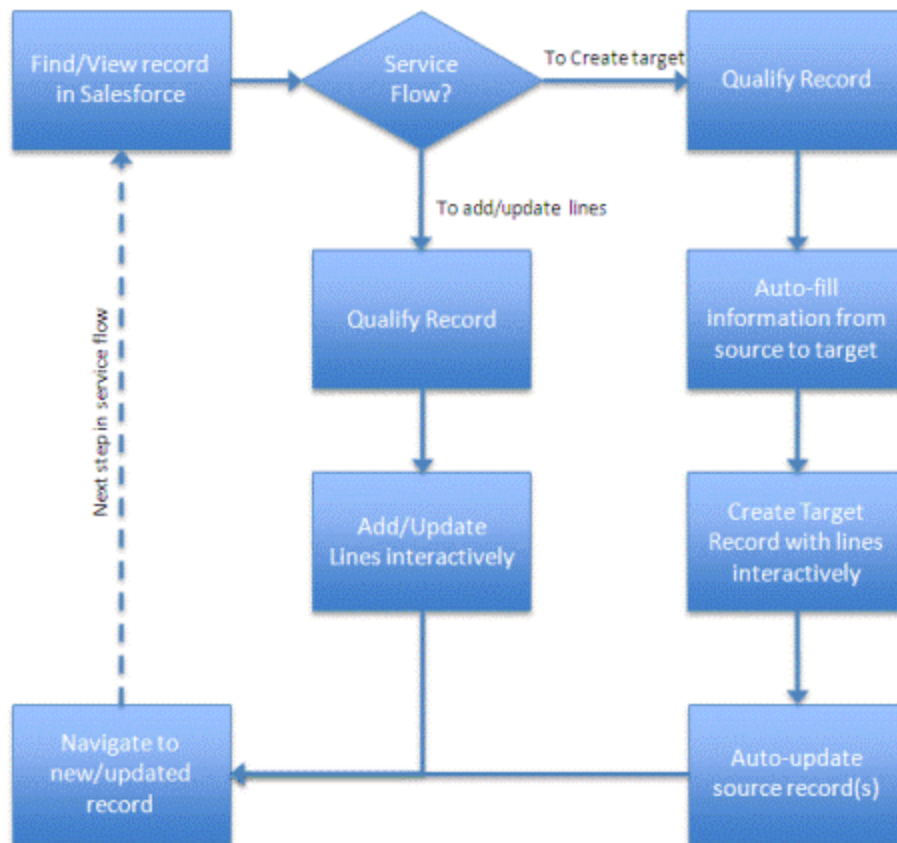 Find/View record
in Salesforce
Service
Flow?
To Create target
Qualify Record
To add/update lines
Qualify Record
Auto-fill
information from
source to target
Next step in service flow
Add/Update
Lines interactively
Create Target
Record with lines
interactively
Navigate to
new/updated
record
Auto-update
source record(s)